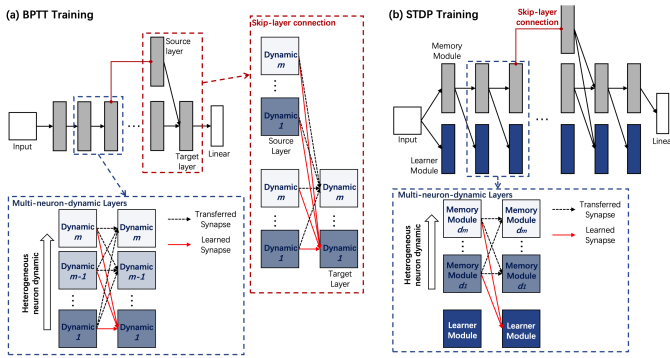 (a) BPTT Training
Source
layer
...
Input
Target
layer
Linear
Skip-layer connection
Dynamic
m
...
Dynamic
1
Source
Layer
Dynamic
m
...
Dynamic
1
Dynamic
m
...
Dynamic
1
Target
Layer
Multi-neuron-dynamic Layers
Heterogeneous
neuron dynamic
Dynamic
m
Dynamic
m-1
...
Dynamic
1
Dynamic
m
Dynamic
m-1
...
Dynamic
1
Transferred
Synapse
Learned
Synapse
(b) STDP Training
Skip-layer
connection
Memory
Module
...
Input
Learner
Module
Linear
Multi-neuron-dynamic Layers
Heterogeneous
neuron dynamic
Memory
Module
dm
...
Memory
Module
d1
Learner
Module
Memory
Module
dm
...
Memory
Module
d1
Learner
Module
Transferred
Synapse
Learned
Synapse